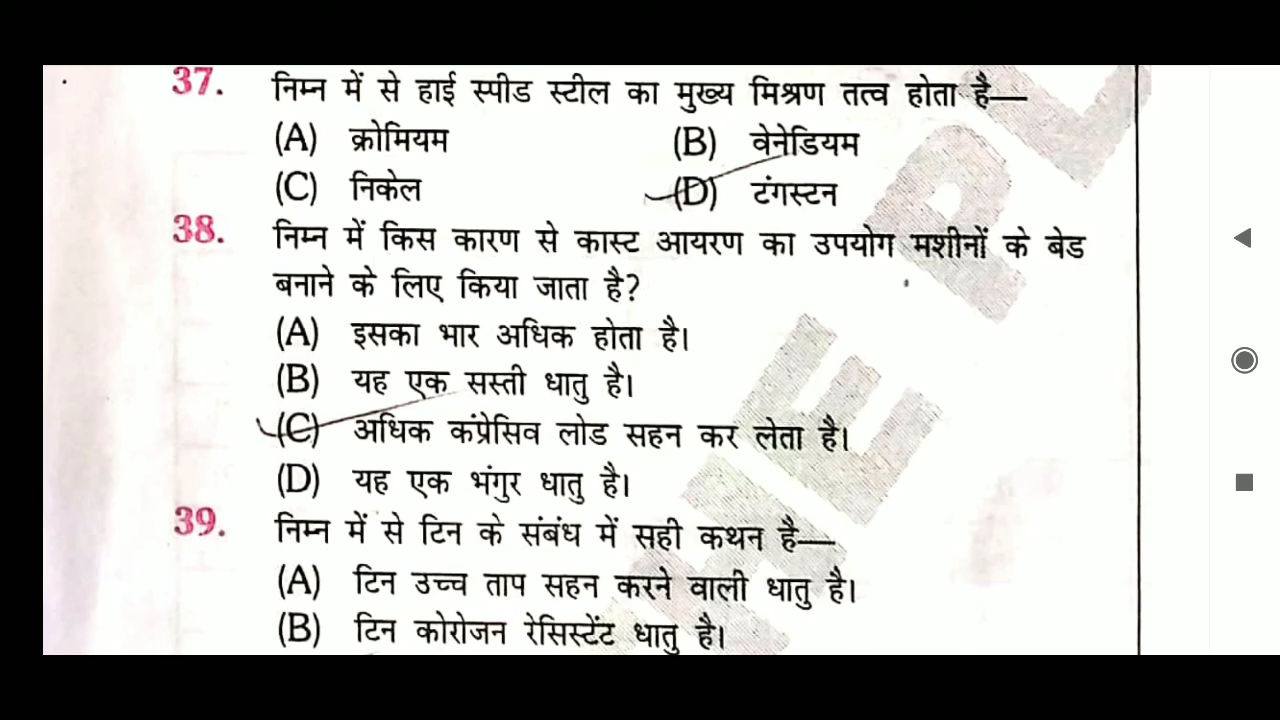 37. निम्न में से हाई स्पीड स्टील का मुख्य मिश्रण तत्व होता है—
(A) क्रोमियम (B) वेनेडियम
(C) निकेल (D) टंगस्टन
38. निम्न में किस कारण से कास्ट आयरण का उपयोग मशीनों के बेड
बनाने के लिए किया जाता है?
(A) इसका भार अधिक होता है।
(B) यह एक सस्ती धातु है।
(C) अधिक कंप्रेसिव लोड सहन कर लेता है।
(D) यह एक भंगुर धातु है।
39. निम्न में से टिन के संबंध में सही कथन है—
(A) टिन उच्च ताप सहन करने वाली धातु है।
(B) टिन कोरोजन रेसिस्टेंट धातु है।